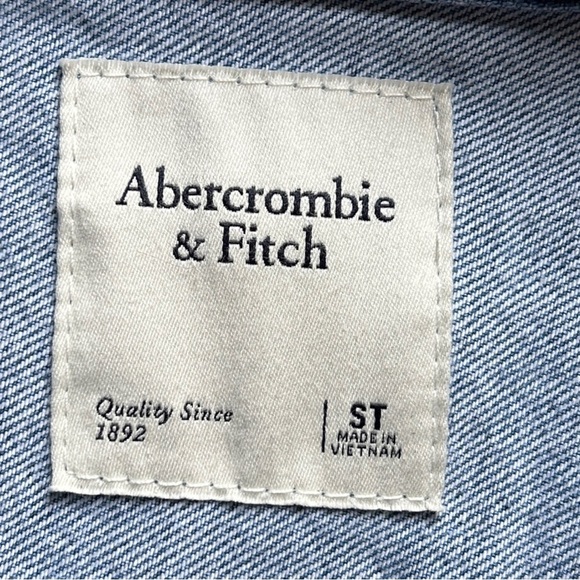 Abercrombie
& Fitch
Quality Since
1892
ST
MADE IN
VIETNAM